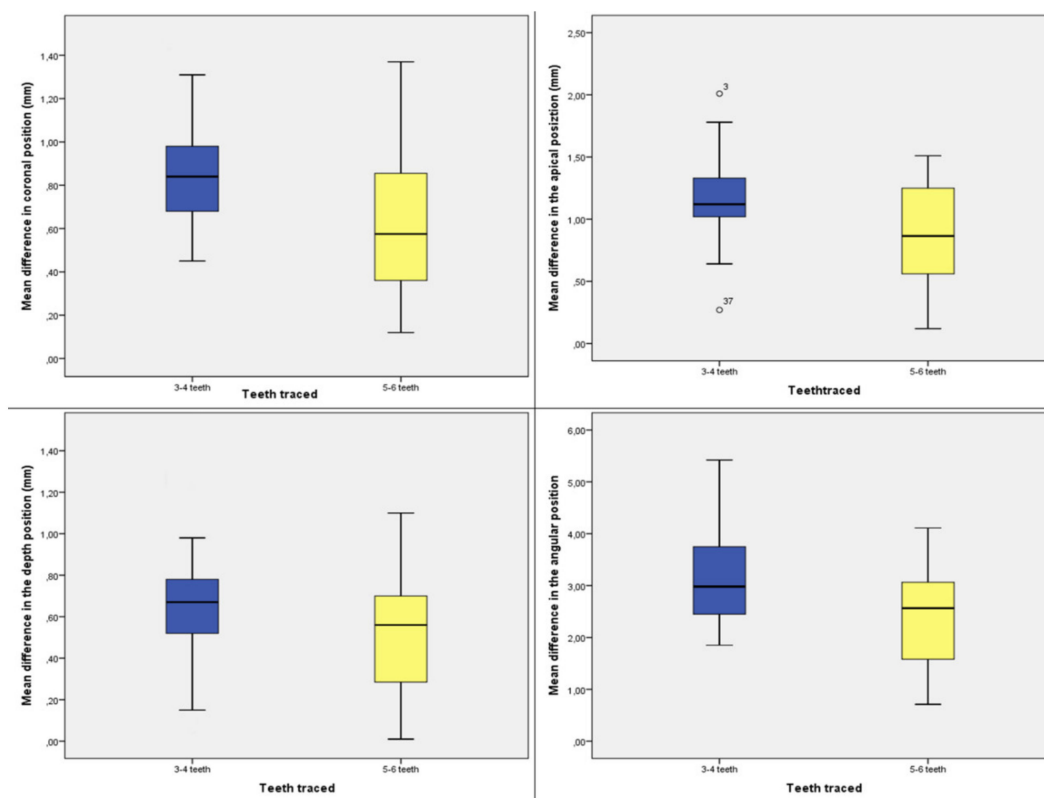 Mean difference in coronal position (mm)
1,40
1,20
1,00
,80
,60
,40
,20
,00
3-4 teeth
5-6 teeth
Teeth traced
Mean difference in the apical posiztion (mm)
2,50
2,00
1,50
1,00
,50
,00
3
37
3-4 teeth
5-6 teeth
Teethtraced
Mean difference in the depth position (mm)
1,40
1,20
1,00
,80
,60
,40
,20
,00
3-4 teeth
5-6 teeth
Teeth traced
Mean difference in the angular position
6,00
5,00
4,00
3,00
2,00
1,00
,00
3-4 teeth
5-6 teeth
Teeth traced